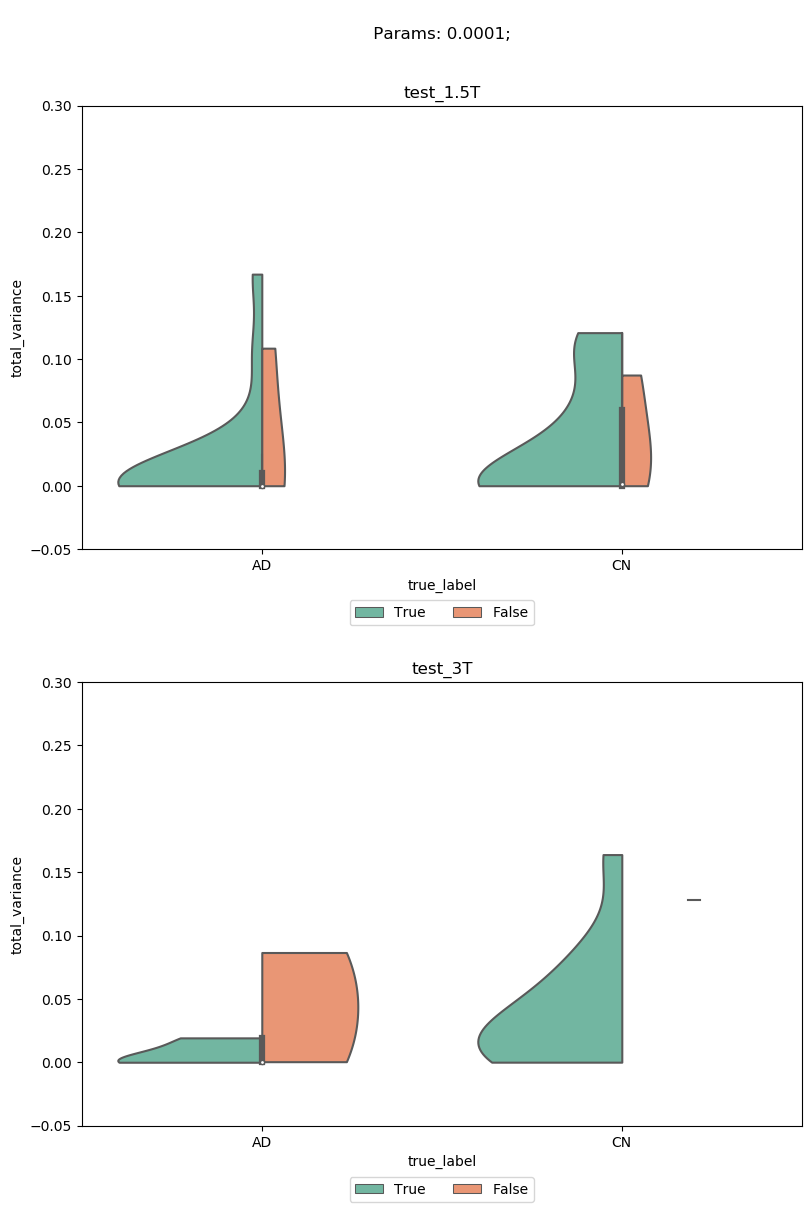 Params: 0.0001;
test_1.5T
0.30
0.25
0.20
0.15
0.10
0.05
0.00
−0.05
total_variance
AD CN
true_label
True False
test_3T
0.30
0.25
0.20
0.15
0.10
0.05
0.00
−0.05
total_variance
AD CN
true_label
True False